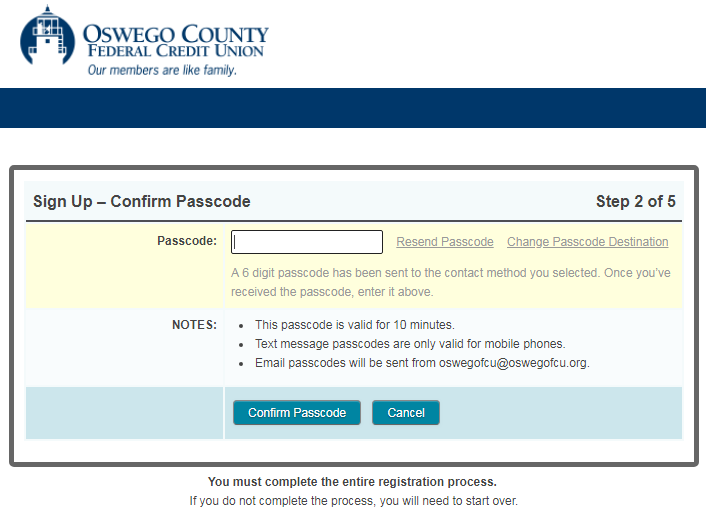 OSWEGO COUNTY
FEDERAL CREDIT UNION
Our members are like family.
Sign Up – Confirm Passcode Step 2 of 5
Passcode: Resend Passcode Change Passcode Destination
A 6 digit passcode has been sent to the contact method you selected. Once you've
received the passcode, enter it above.
NOTES: • This passcode is valid for 10 minutes.
• Text message passcodes are only valid for mobile phones.
• Email passcodes will be sent from oswegofcu@oswegofcu.org.
Confirm Passcode Cancel
You must complete the entire registration process.
If you do not complete the process, you will need to start over.